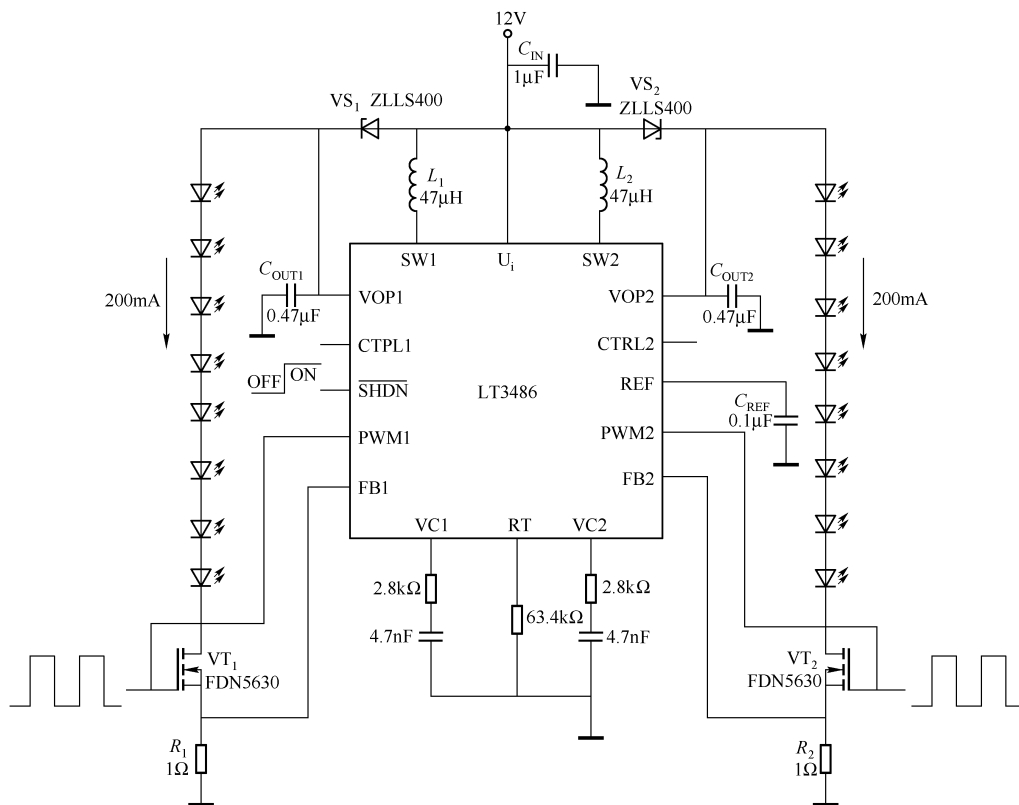 12V
C_IN
1μF
VS₁ ZLLS400
VS₂
ZLLS400
L₁
47μH
L₂
47μH
SW1
U_i
SW2
C_OUT1
0.47μF
C_OUT2
0.47μF
200mA
200mA
VOP1
VOP2
CTPL1
CTRL2
OFF
ON
SHDN
LT3486
REF
C_REF
0.1μF
PWM1
PWM2
FB1
FB2
VC1
RT
VC2
2.8kΩ
2.8kΩ
63.4kΩ
4.7nF
4.7nF
VT₁
FDN5630
VT₂
FDN5630
R₁
1Ω
R₂
1Ω